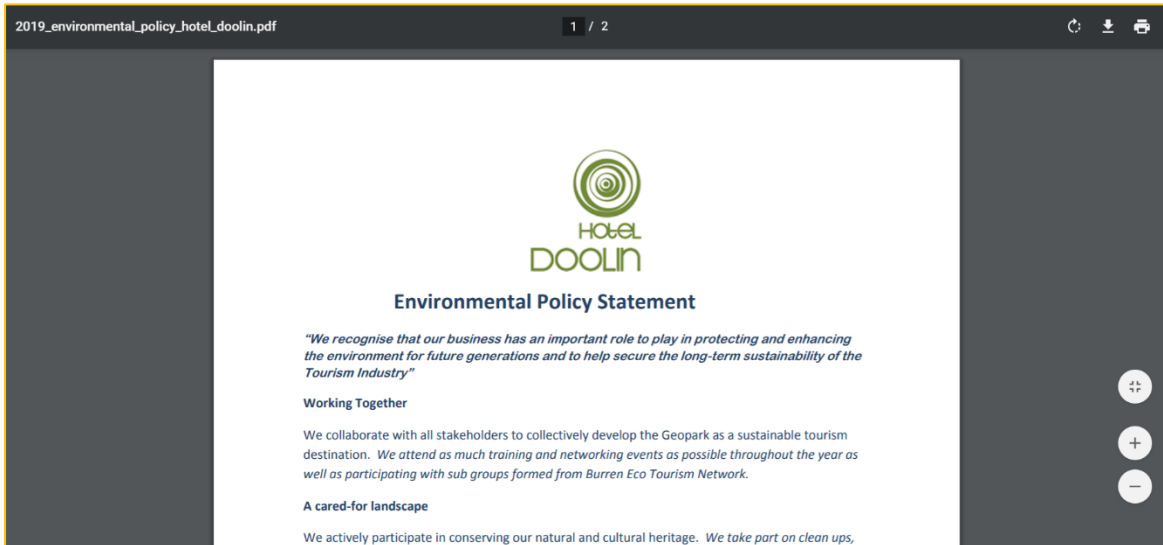 2019_environmental_policy_hotel_doolin.pdf
1 / 2
HOTEL
DOOLIN
Environmental Policy Statement
“We recognise that our business has an important role to play in protecting and enhancing
the environment for future generations and to help secure the long-term sustainability of the
Tourism Industry”
Working Together
We collaborate with all stakeholders to collectively develop the Geopark as a sustainable tourism
destination. We attend as much training and networking events as possible throughout the year as
well as participating with sub groups formed from Burren Eco Tourism Network.
A cared-for landscape
We actively participate in conserving our natural and cultural heritage. We take part on clean ups,